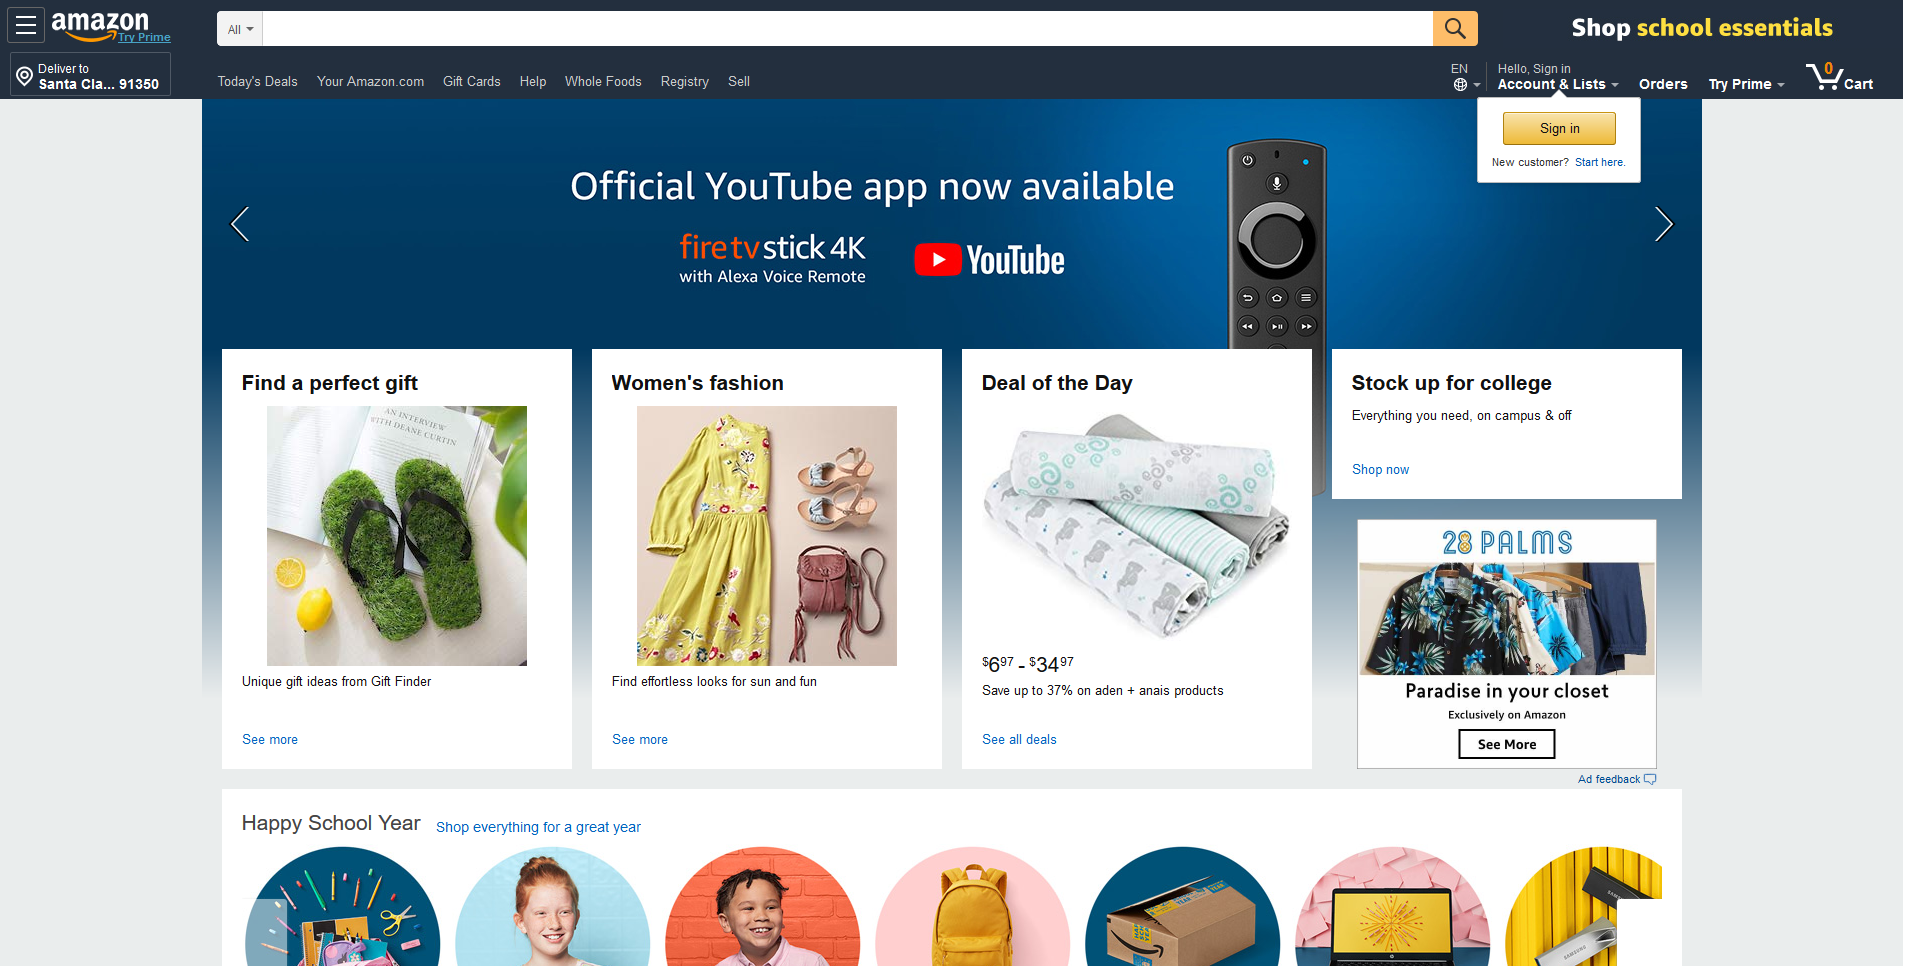 amazon
Try Prime
All
Shop school essentials
Deliver to
Santa Cla... 91350
Today's Deals
Your Amazon.com
Gift Cards
Help
Whole Foods
Registry
Sell
EN
Hello, Sign in
Account & Lists
Orders
Try Prime
0
Cart
Sign in
New customer? Start here.
Official YouTube app now available
fire tv stick 4K
with Alexa Voice Remote
YouTube
Find a perfect gift
AN INTERVIEW
WITH DEANE CURTIN
Unique gift ideas from Gift Finder
See more
Women's fashion
Find effortless looks for sun and fun
See more
Deal of the Day
$697 - $3497
Save up to 37% on aden + anais products
See all deals
Stock up for college
Everything you need, on campus & off
Shop now
28 PALMS
Paradise in your closet
Exclusively on Amazon
See More
Ad feedback
Happy School Year
Shop everything for a great year
SAMSUNG
SAMSUNG